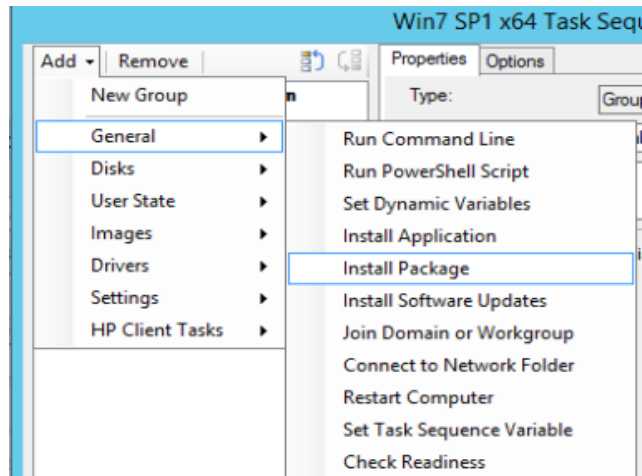 Win7 SP1 x64 Task Sequ
Add Remove
Properties Options
New Group
Type:
Group
General
Disks
User State
Images
Drivers
Settings
HP Client Tasks
Run Command Line
Run PowerShell Script
Set Dynamic Variables
Install Application
Install Package
Install Software Updates
Join Domain or Workgroup
Connect to Network Folder
Restart Computer
Set Task Sequence Variable
Check Readiness